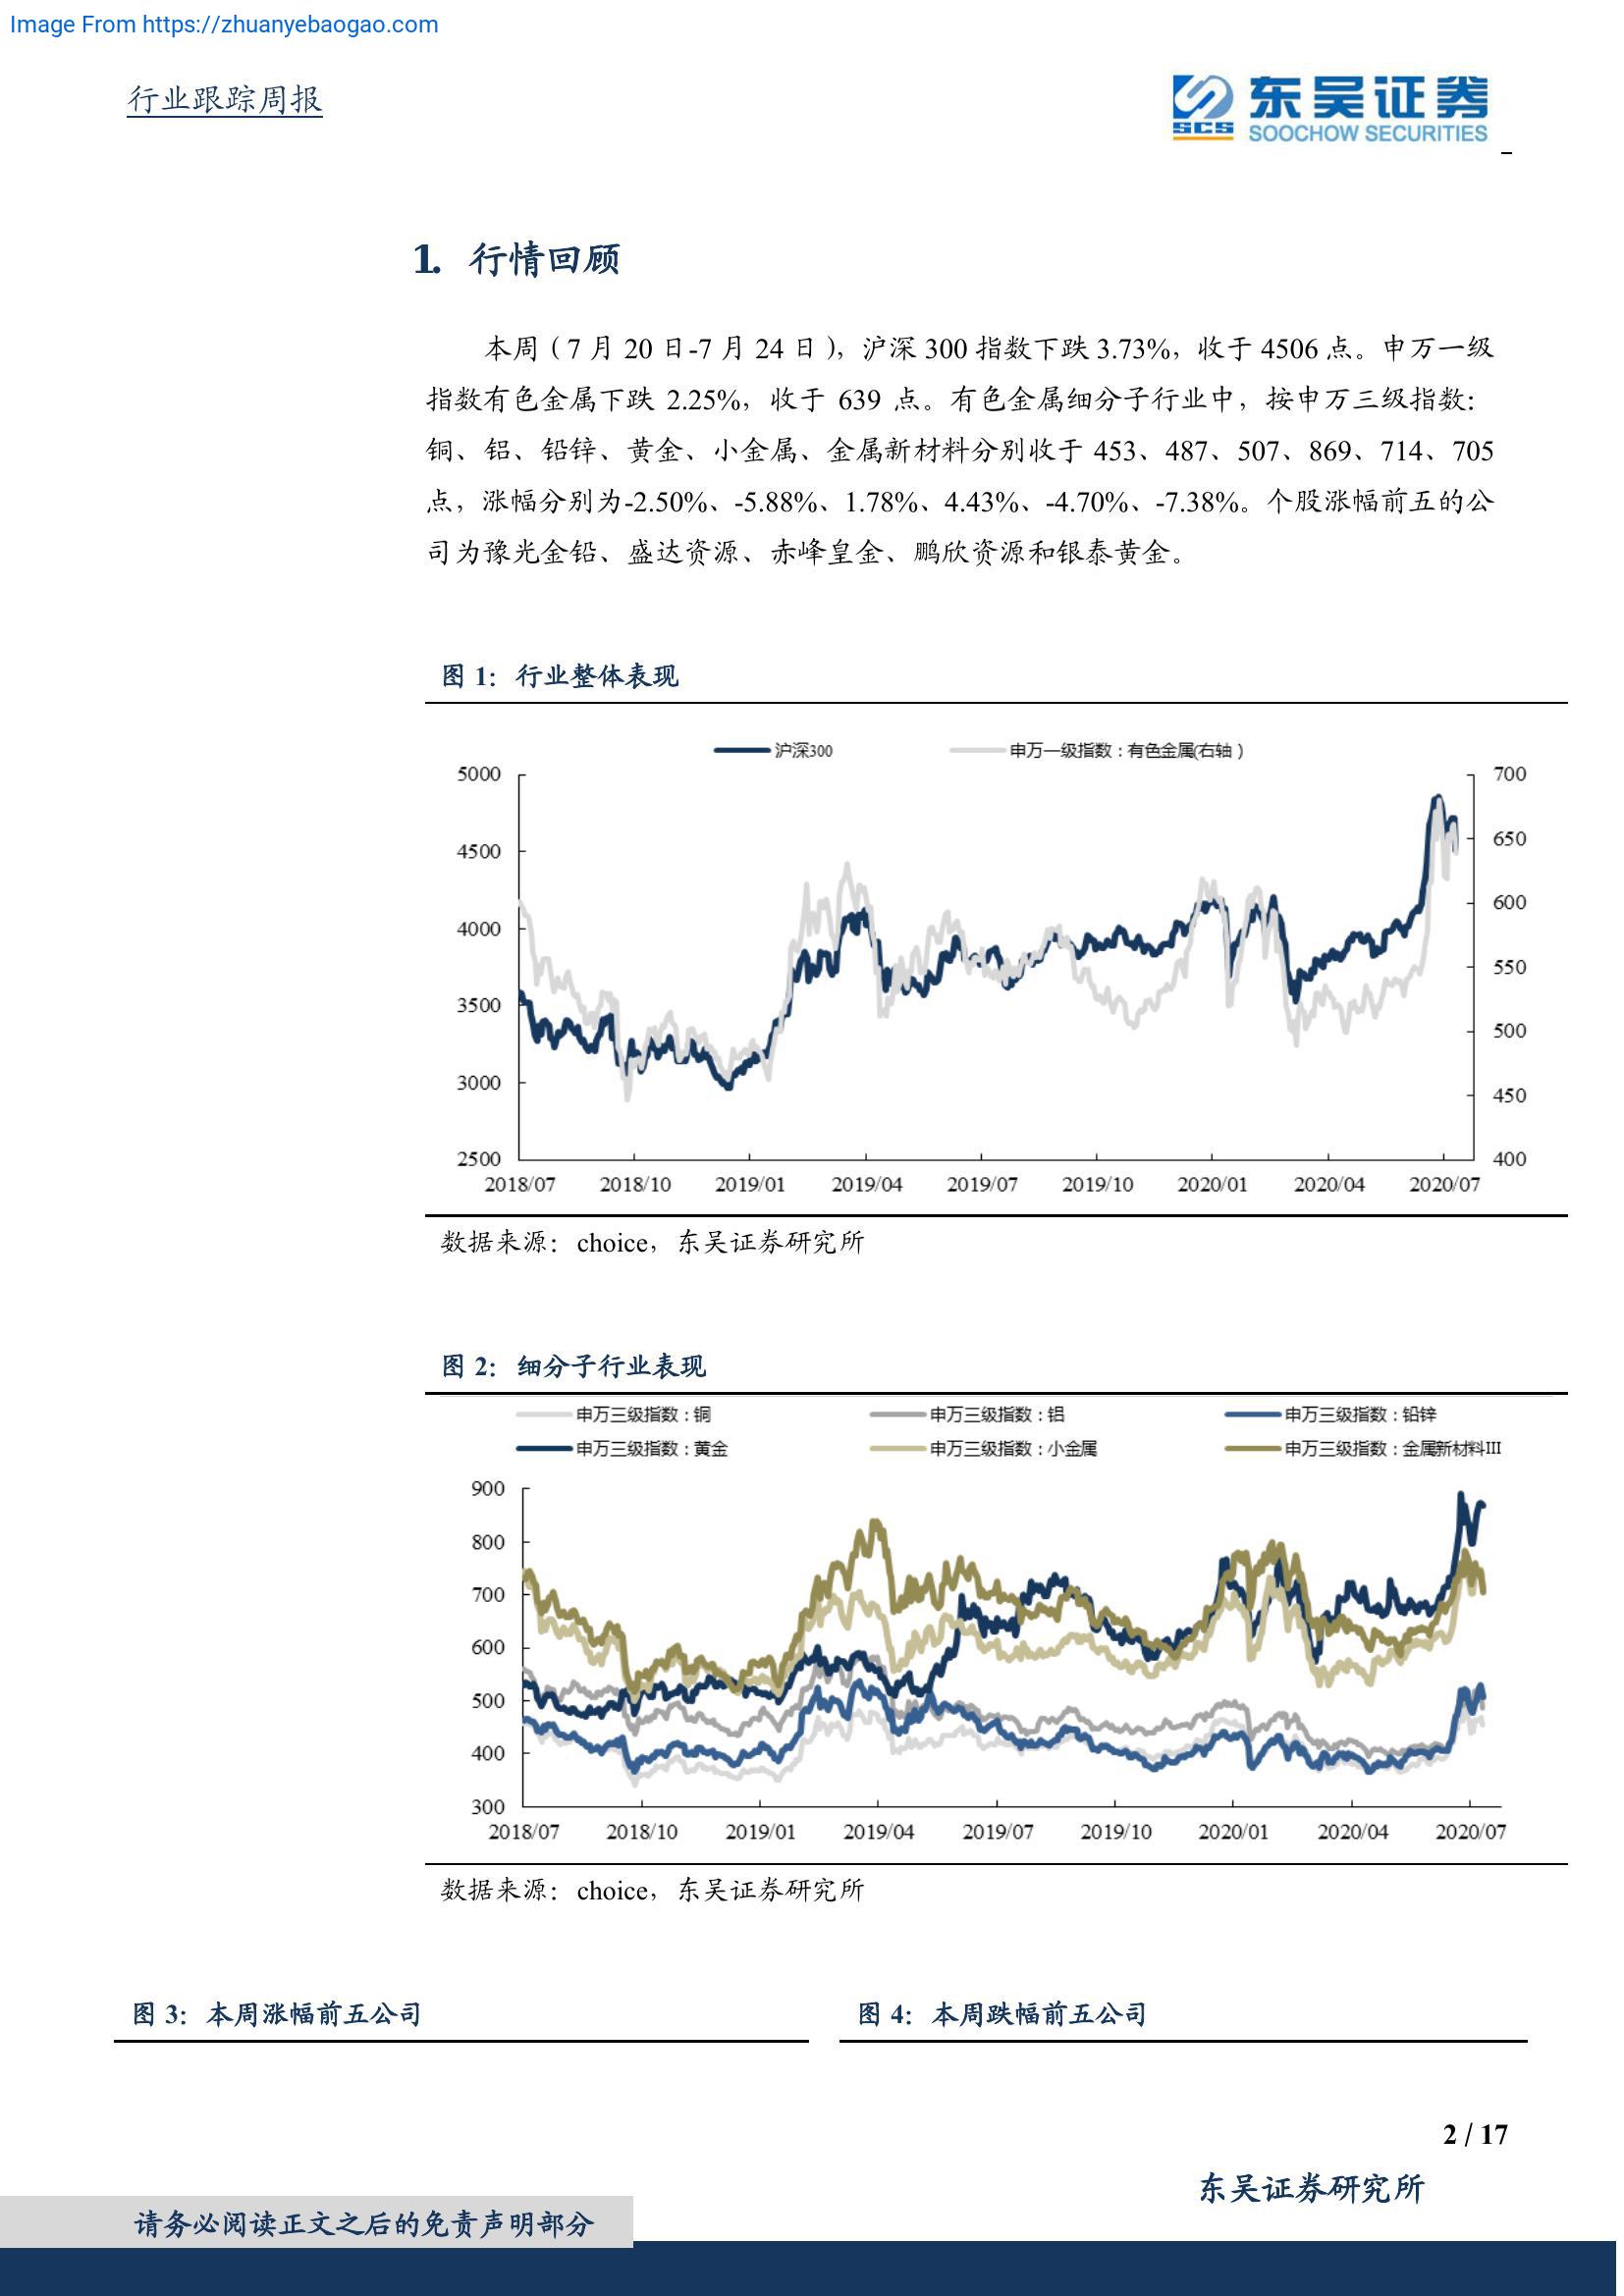 Image From https://zhuanyebaogao.com
行业跟踪周报
东吴证券
SCS SOOCHOW SECURITIES
1. 行情回顾
本周（7 月 20 日-7 月 24 日），沪深 300 指数下跌 3.73%，收于 4506 点。申万一级
指数有色金属下跌 2.25%，收于 639 点。有色金属细分子行业中，按申万三级指数：
铜、铝、铅锌、黄金、小金属、金属新材料分别收于 453、487、507、869、714、705
点，涨幅分别为-2.50%、-5.88%、1.78%、4.43%、-4.70%、-7.38%。个股涨幅前五的公
司为豫光金铅、盛达资源、赤峰黄金、鹏欣资源和银泰黄金。
图 1：行业整体表现
沪深300 申万一级指数：有色金属(右轴）
5000 700
4500 650
4000 600
3500 550
3000 500
2500 450
400
2018/07 2018/10 2019/01 2019/04 2019/07 2019/10 2020/01 2020/04 2020/07
数据来源：choice，东吴证券研究所
图 2：细分子行业表现
申万三级指数：铜 申万三级指数：铝 申万三级指数：铅锌
申万三级指数：黄金 申万三级指数：小金属 申万三级指数：金属新材料III
900
800
700
600
500
400
300
2018/07 2018/10 2019/01 2019/04 2019/07 2019/10 2020/01 2020/04 2020/07
数据来源：choice，东吴证券研究所
图 3：本周涨幅前五公司 图 4：本周跌幅前五公司
2 / 17
东吴证券研究所
请务必阅读正文之后的免责声明部分